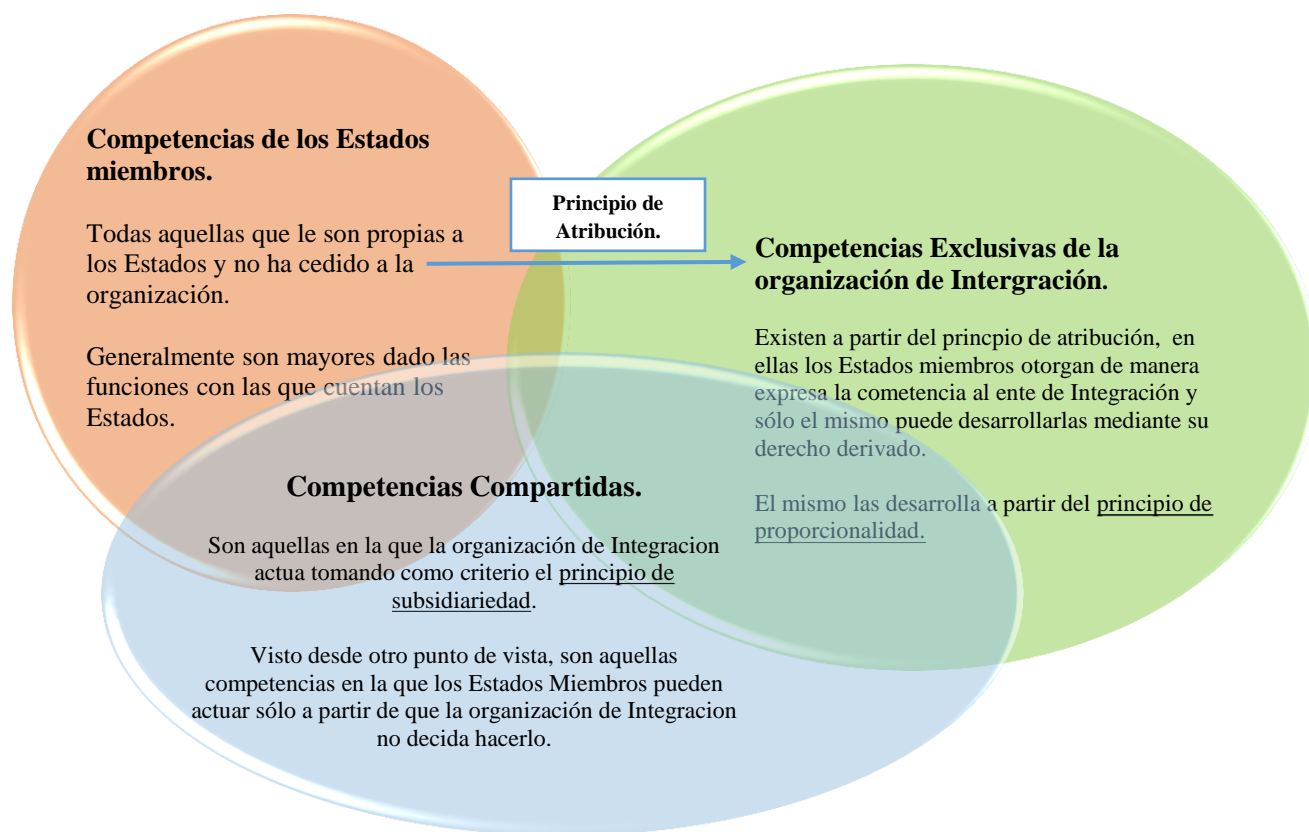 Competencias de los Estados
miembros.
Todas aquellas que le son propias a
los Estados y no ha cedido a la
organización.
Generalmente son mayores dado las
funciones con las que cuentan los
Estados.
Principio de
Atribución.
Competencias Exclusivas de la
organización de Intergración.
Existen a partir del princpio de atribución, en
ellas los Estados miembros otorgan de manera
expresa la cometencia al ente de Integración y
sólo el mismo puede desarrollarlas mediante su
derecho derivado.
El mismo las desarrolla a partir del principio de
proporcionalidad.
Competencias Compartidas.
Son aquellas en la que la organización de Integracion
actua tomando como criterio el principio de
subsidiariedad.
Visto desde otro punto de vista, son aquellas
competencias en la que los Estados Miembros pueden
actuar sólo a partir de que la organización de Integracion
no decida hacerlo.